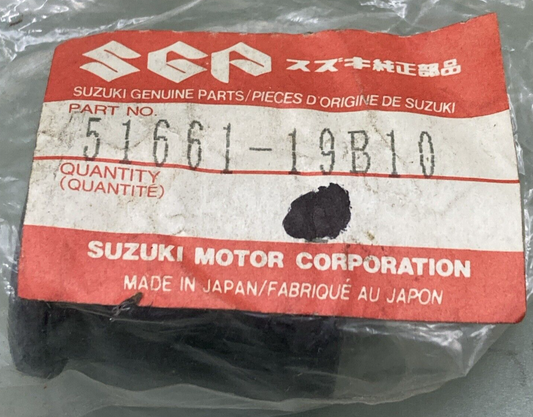 SGP スズキ純正部品
SUZUKI GENUINE PARTS/PIECES D'ORIGINE DE SUZUKI
PART NO.
51661-19B10
QUANTITY
(QUANTITÉ)
SUZUKI MOTOR CORPORATION
MADE IN JAPAN/FABRIQUÉ AU JAPON